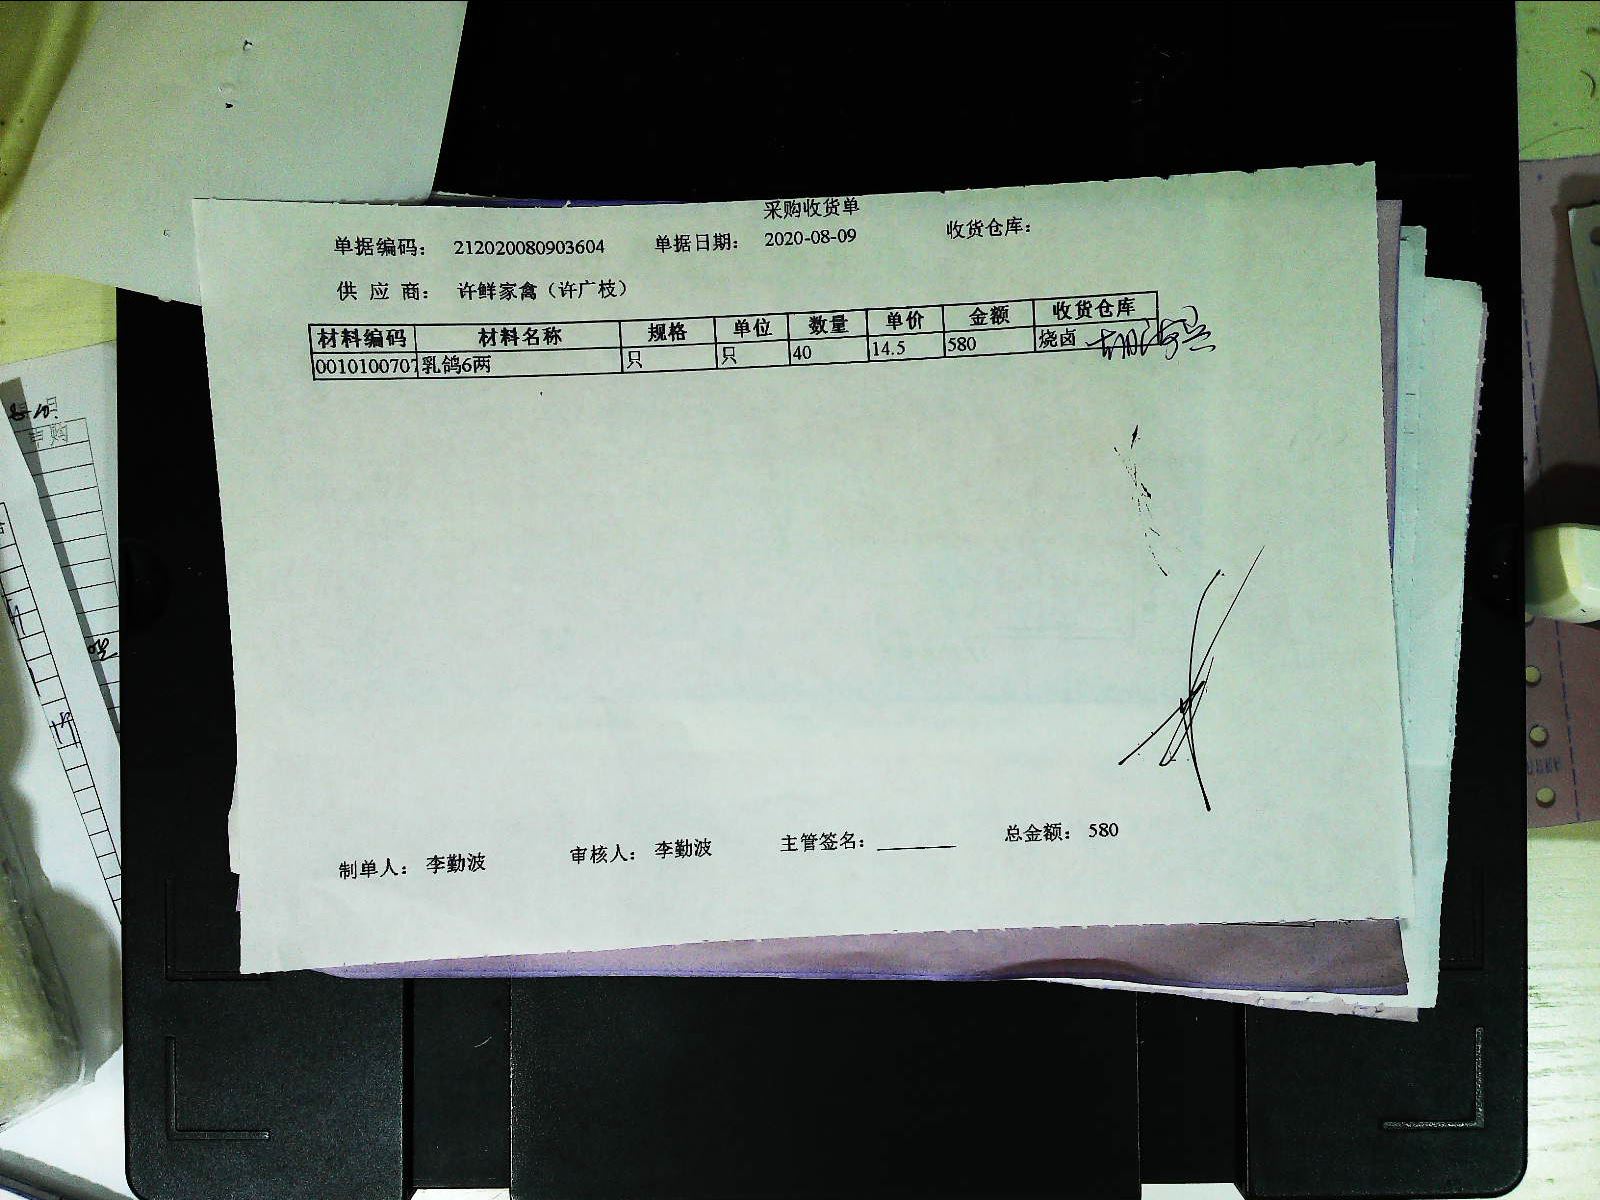 采购收货单
单据编码： 212020080903604 单据日期： 2020-08-09 收货仓库：
供 应 商： 许鲜家禽（许广枝）
材料编码 材料名称 规格 单位 数量 单价 金额 收货仓库
0010100707 乳鸽6两 只 只 40 14.5 580 烧卤
制单人： 李勤波 审核人： 李勤波 主管签名： 总金额： 580
申购